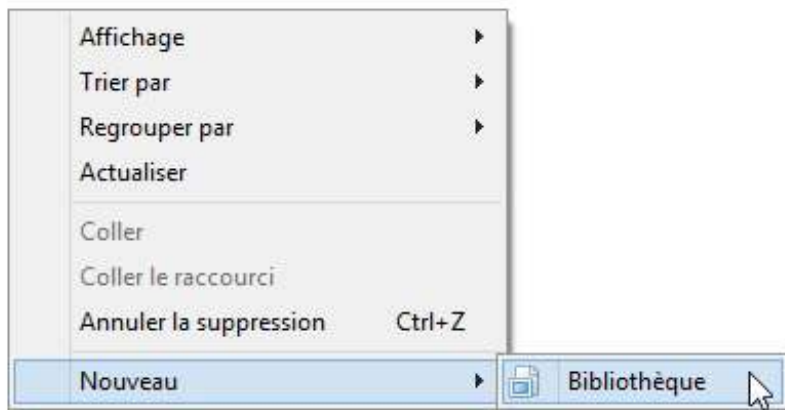 Affichage
Trier par
Regrouper par
Actualiser
Coller
Coller le raccourci
Annuler la suppression Ctrl+Z
Nouveau Bibliothèque